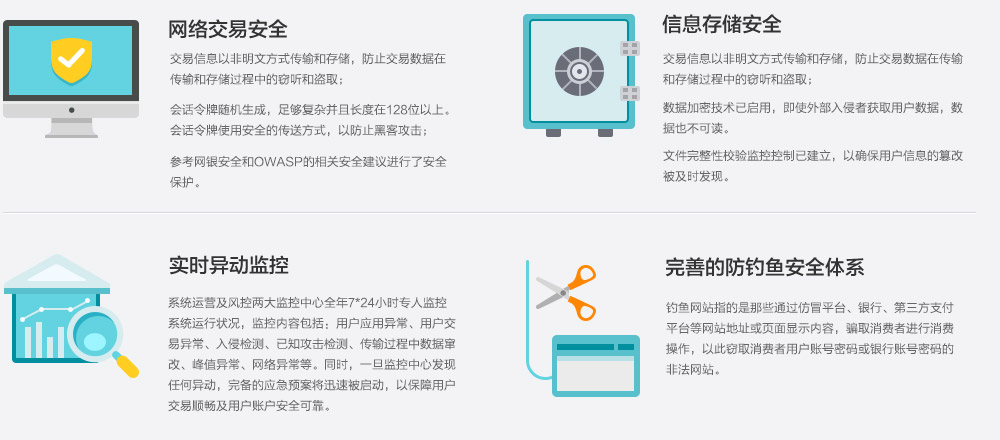 网络交易安全
交易信息以非明文方式传输和存储，防止交易数据在
传输和存储过程中的窃听和盗取；
会话令牌随机生成，足够复杂并且长度在128位以上。
会话令牌使用安全的传送方式，以防止黑客攻击；
参考网银安全和OWASP的相关安全建议进行了安全
保护。
信息存储安全
交易信息以非明文方式传输和存储，防止交易数据在传输
和存储过程中的窃听和盗取；
数据加密技术已启用，即使外部入侵者获取用户数据，数
据也不可读。
文件完整性校验监控控制已建立，以确保用户信息的篡改
被及时发现。
实时异动监控
系统运营及风控两大监控中心全年7*24小时专人监控
系统运行状况，监控内容包括：用户应用异常、用户交
易异常、入侵检测、已知攻击检测、传输过程中数据窜
改、峰值异常、网络异常等。同时，一旦监控中心发现
任何异动，完备的应急预案将迅速被启动，以保障用户
交易顺畅及用户账户安全可靠。
完善的防钓鱼安全体系
钓鱼网站指的是那些通过仿冒平台、银行、第三方支付
平台等网站地址或页面显示内容，骗取消费者进行消费
操作，以此窃取消费者用户账号密码或银行账号密码的
非法网站。